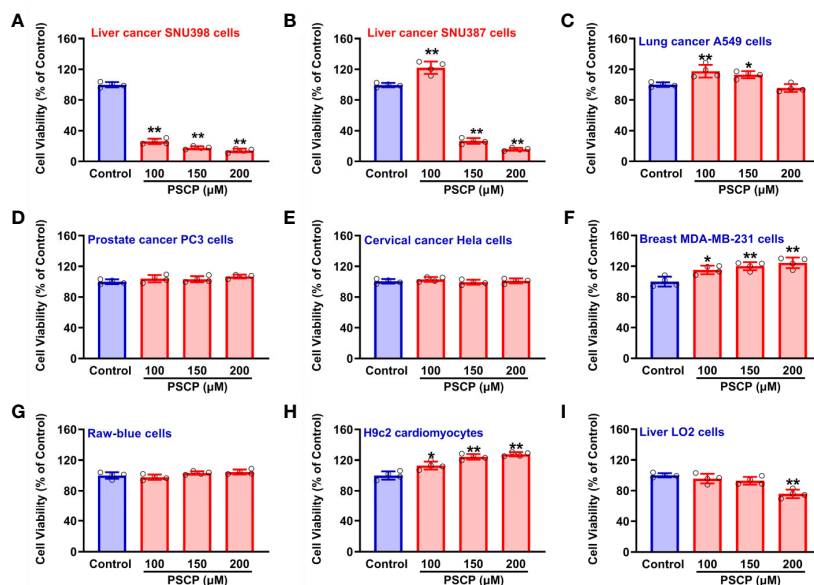 A
Liver cancer SNU398 cells
Cell Viability (% of Control)
160
120
80
40
0
**
**
**
Control
100
150
200
PSCP (μM)
B
Liver cancer SNU387 cells
Cell Viability (% of Control)
160
120
80
40
0
**
**
**
Control
100
150
200
PSCP (μM)
C
Lung cancer A549 cells
Cell Viability (% of Control)
160
120
80
40
0
**
*
Control
100
150
200
PSCP (μM)
D
Prostate cancer PC3 cells
Cell Viability (% of Control)
160
120
80
40
0
Control
100
150
200
PSCP (μM)
E
Cervical cancer Hela cells
Cell Viability (% of Control)
160
120
80
40
0
Control
100
150
200
PSCP (μM)
F
Breast MDA-MB-231 cells
Cell Viability (% of Control)
160
120
80
40
0
*
**
**
Control
100
150
200
PSCP (μM)
G
Raw-blue cells
Cell Viability (% of Control)
160
120
80
40
0
Control
100
150
200
PSCP (μM)
H
H9c2 cardiomyocytes
Cell Viability (% of Control)
160
120
80
40
0
*
**
**
Control
100
150
200
PSCP (μM)
I
Liver LO2 cells
Cell Viability (% of Control)
160
120
80
40
0
**
Control
100
150
200
PSCP (μM)